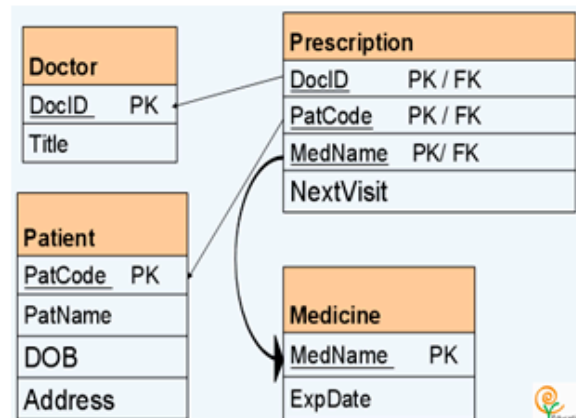 Doctor
DocID PK
Title
Prescription
DocID PK / FK
PatCode PK / FK
MedName PK/ FK
NextVisit
Patient
PatCode PK
PatName
DOB
Address
Medicine
MedName PK
ExpDate